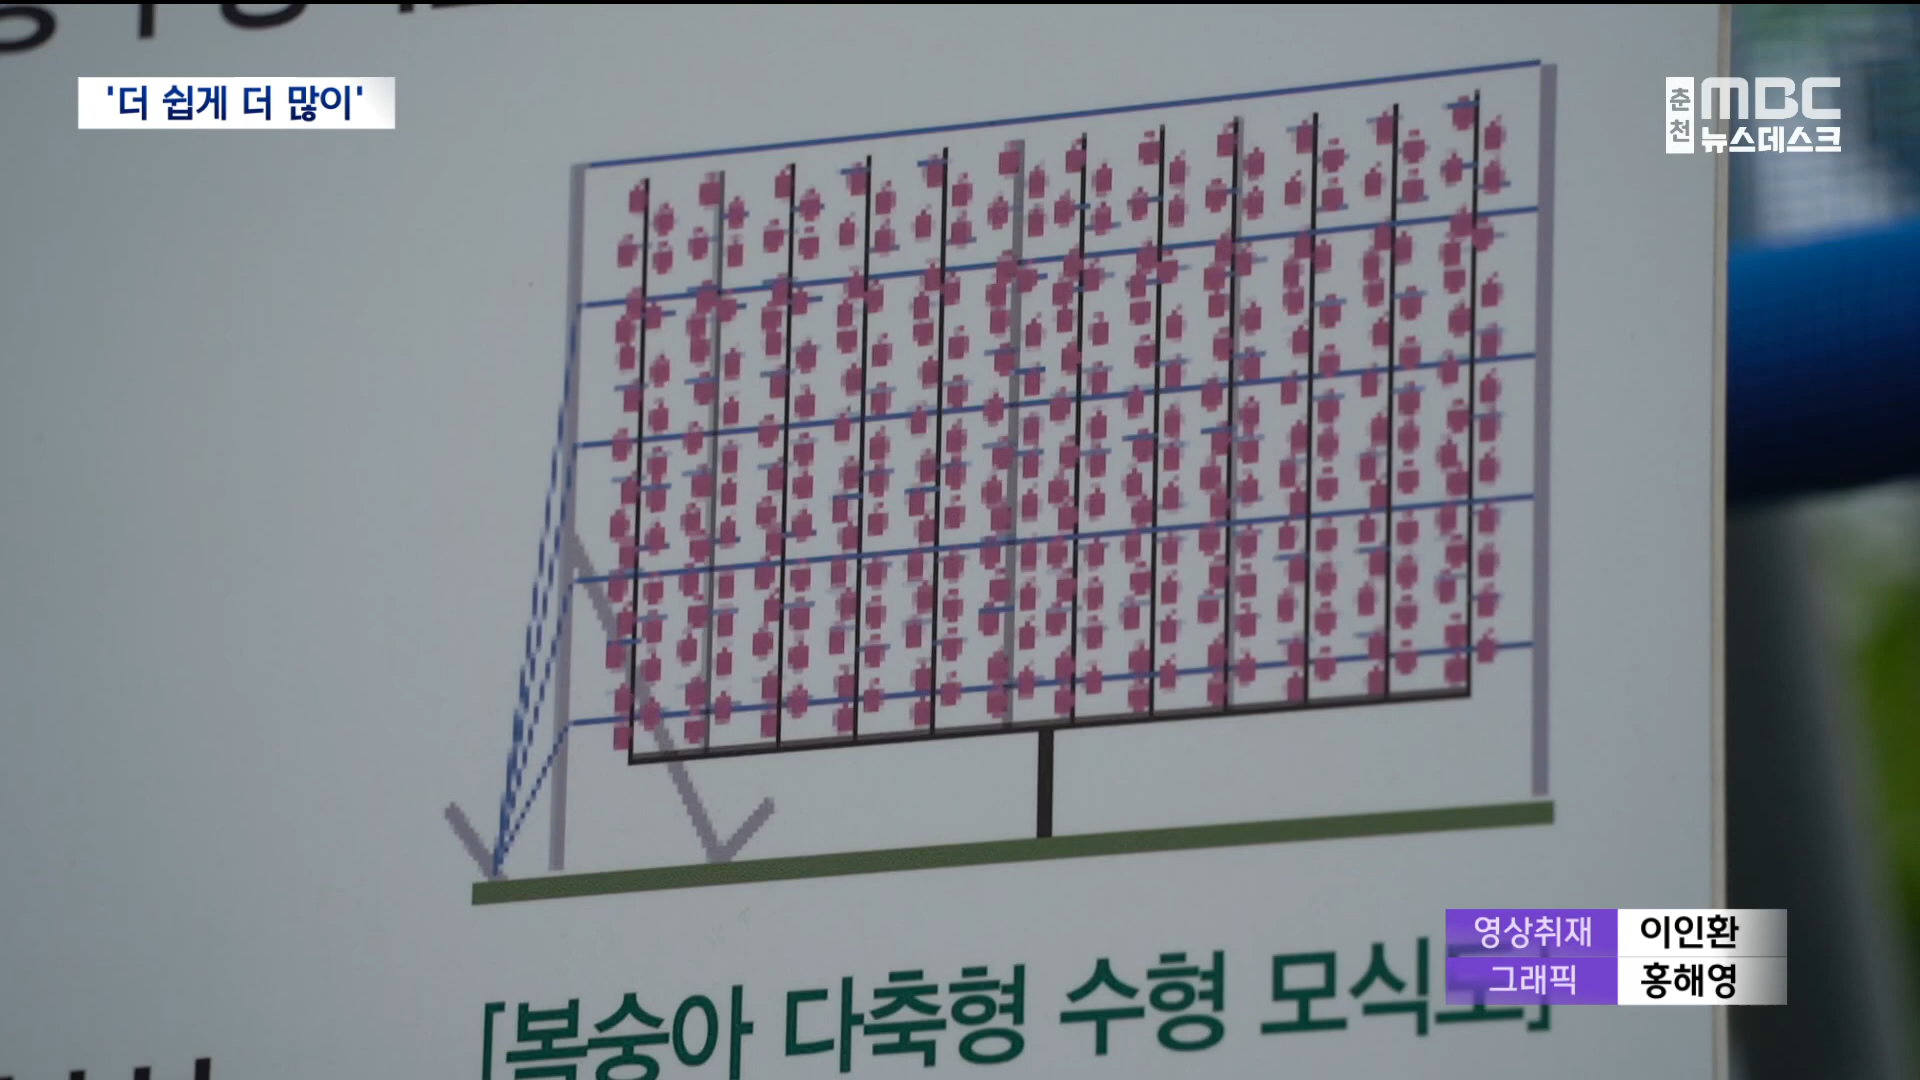 '더 쉽게 더 많이'
춘천 MBC
뉴스데스크
영상취재 이인환
그래픽 홍해영
「복숭아 다축형 수형 모식도」